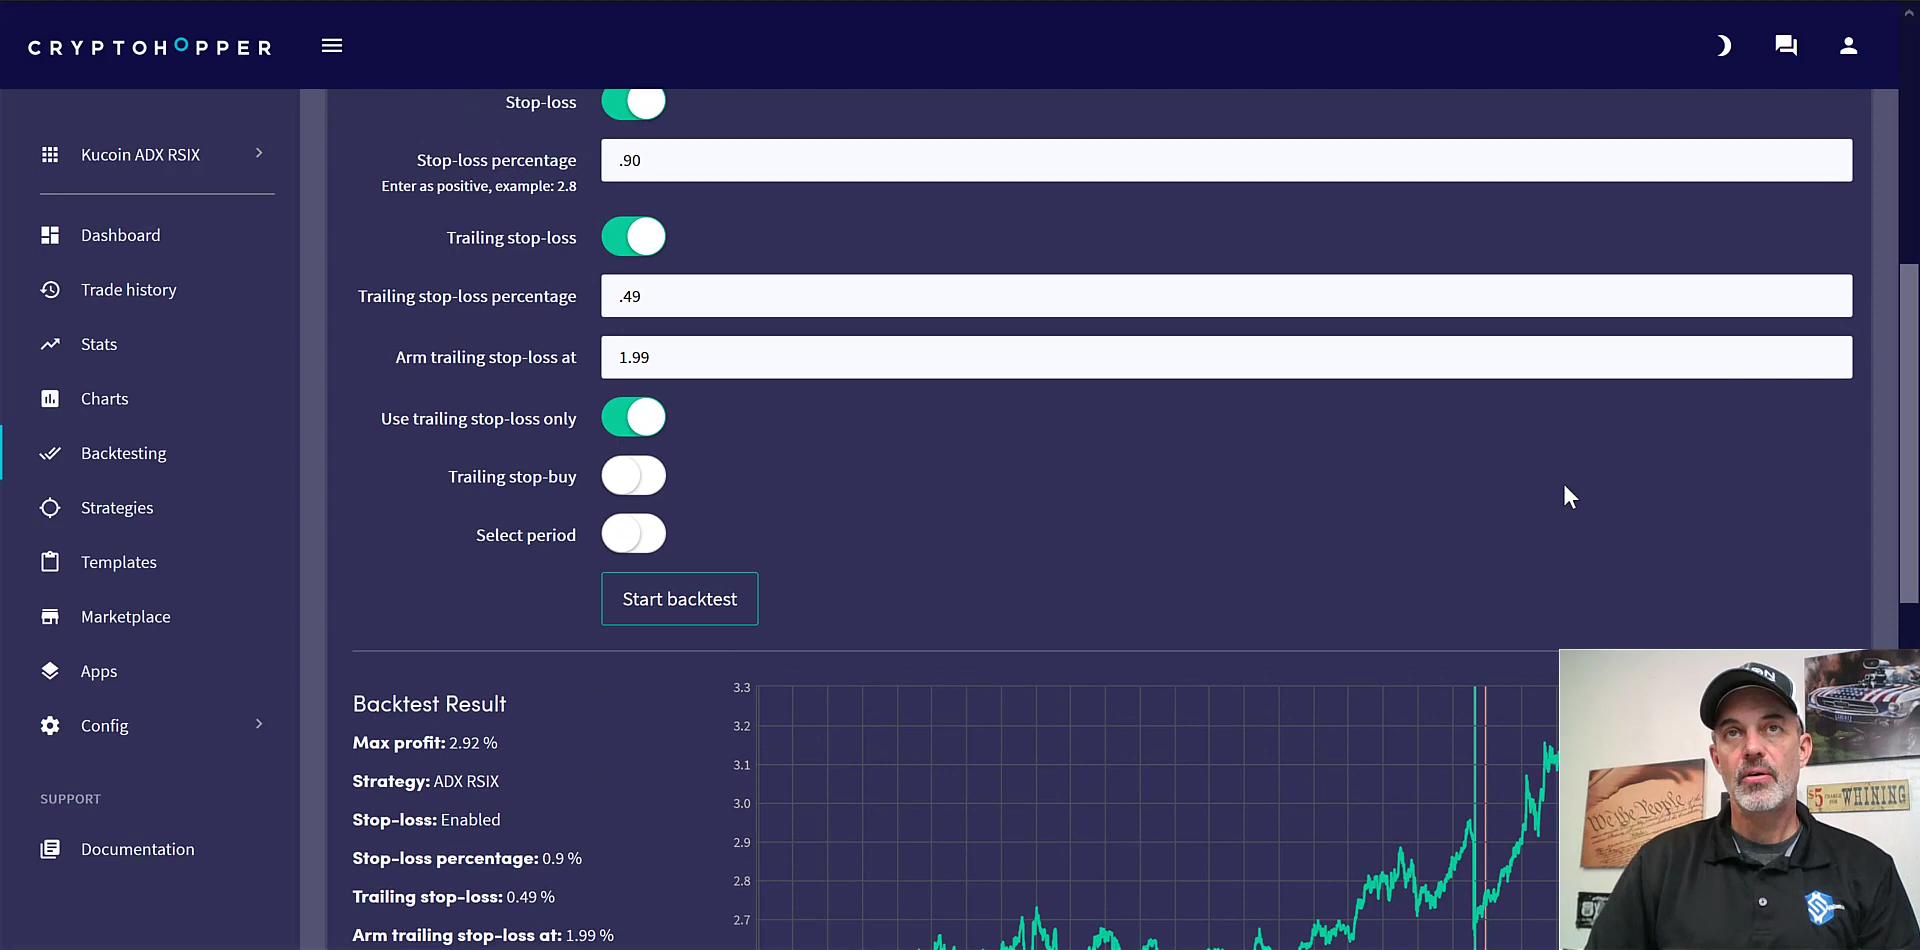 CRYPTOHOPPER
Kucoin ADX RSIX
Dashboard
Trade history
Stats
Charts
Backtesting
Strategies
Templates
Marketplace
Apps
Config
SUPPORT
Documentation
Stop-loss
Stop-loss percentage
.90
Enter as positive, example: 2.8
Trailing stop-loss
Trailing stop-loss percentage
.49
Arm trailing stop-loss at
1.99
Use trailing stop-loss only
Trailing stop-buy
Select period
Start backtest
Backtest Result
Max profit: 2.92 %
Strategy: ADX RSIX
Stop-loss: Enabled
Stop-loss percentage: 0.9 %
Trailing stop-loss: 0.49 %
Arm trailing stop-loss at: 1.99 %
3.3
3.2
3.1
3.0
2.9
2.8
2.7
We the People
$5
WHINING